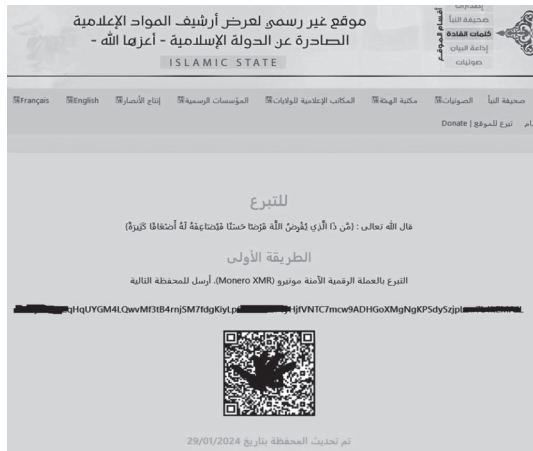 موقع غير رسمي لعرض أرشيف المواد الإعلامية
الصادرة عن الدولة الإسلامية - أعزها الله -
ISLAMIC STATE
أقسام الموقع
إصدارات
صحيفة النبأ
كلمات القادة
إذاعة البيان
صوتيات
صحيفة النبأ الصوتيات مكتبة الهمّة المكاتب الإعلامية للولايات المؤسسات الرسمية إنتاج الأنصار English Français
تبرع للموقع | Donate
للتبرع
قال الله تعالى : (مَّن ذَا الَّذِي يُقْرِضُ اللَّهَ قَرْضًا حَسَنًا فَيُضَاعِفَهُ لَهُ أَضْعَافًا كَثِيرَةً)
الطريقة الأولى
التبرع بالعملة الرقمية الآمنة مونيرو (Monero XMR)، أرسل للمحفظة التالية
تم تحديث المحفظة بتاريخ 29/01/2024